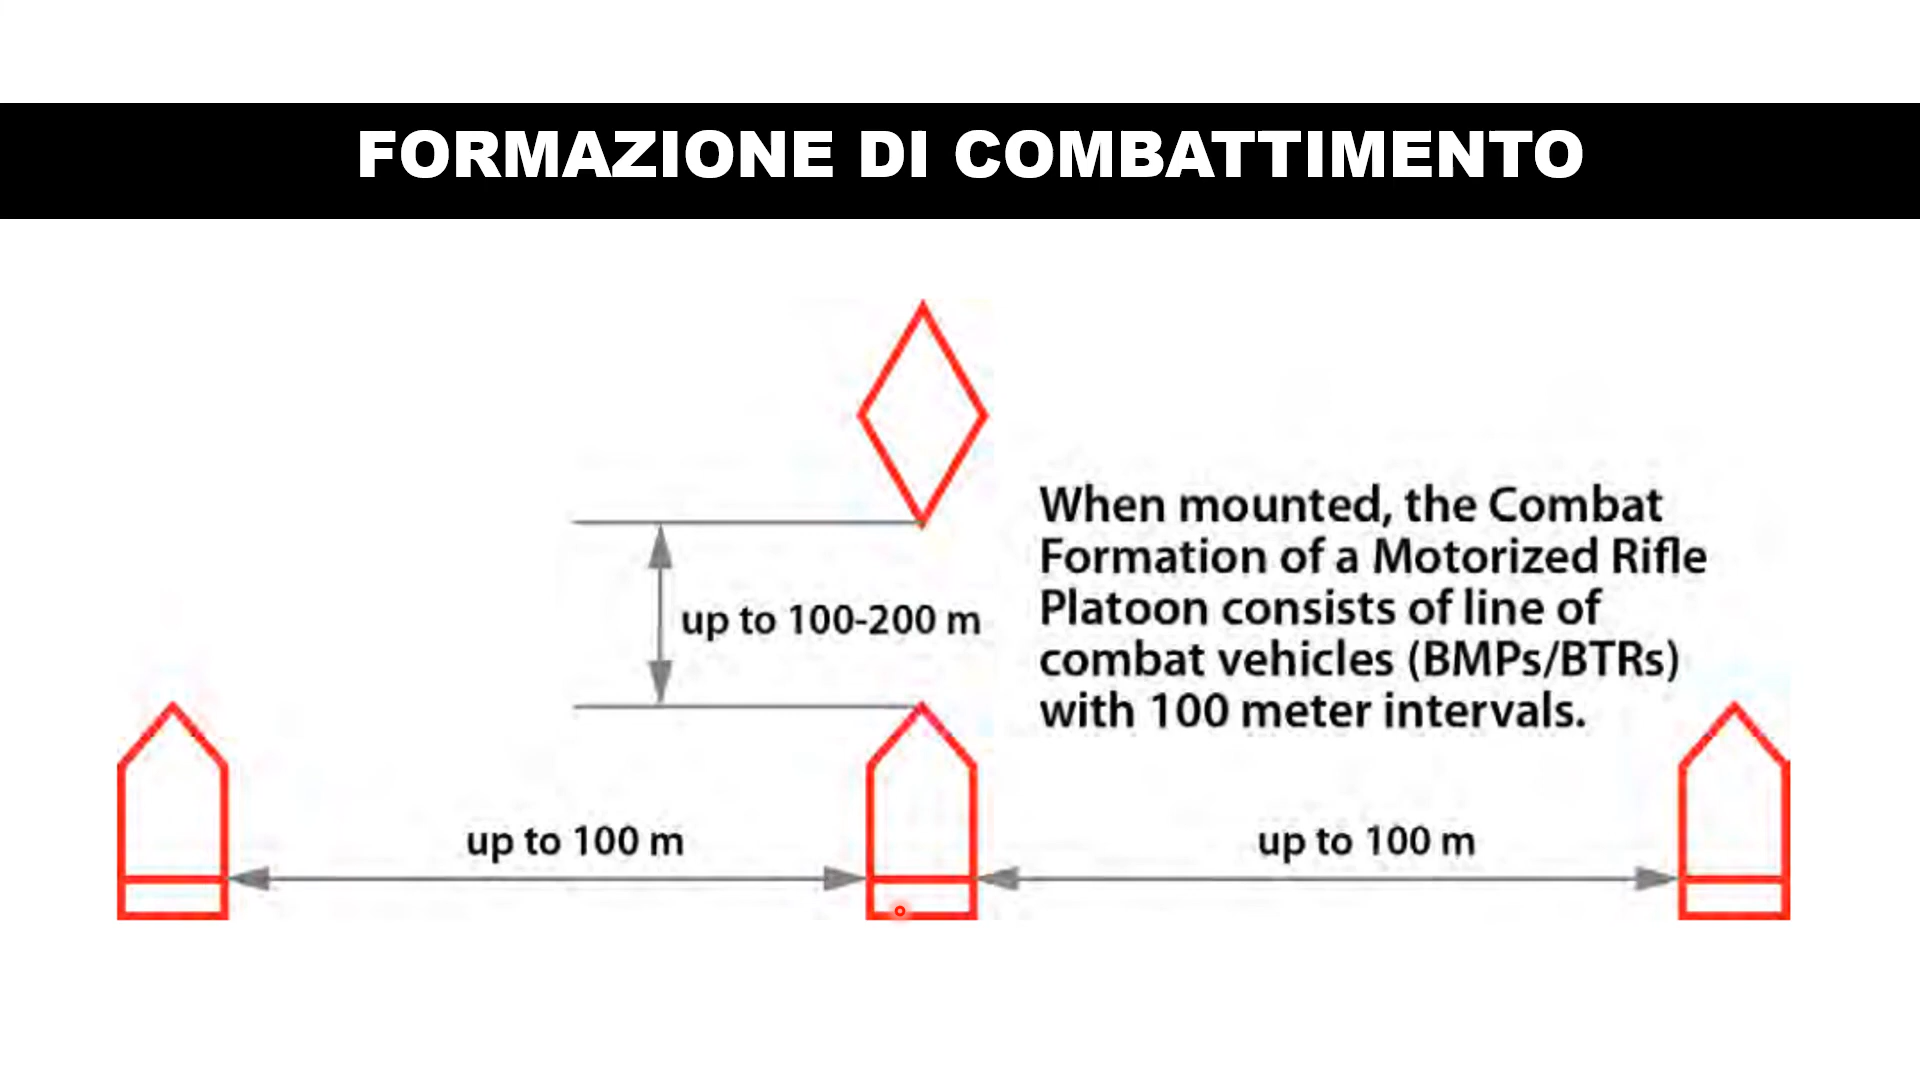 FORMAZIONE DI COMBATTIMENTO
When mounted, the Combat
Formation of a Motorized Rifle
Platoon consists of line of
combat vehicles (BMPs/BTRs)
with 100 meter intervals.
up to 100-200 m
up to 100 m
up to 100 m